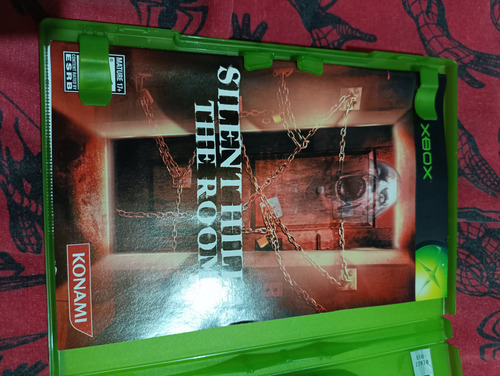 XBOX
SILENT HILL
THE ROOM
KONAMI
MATURE 17+
ESRB